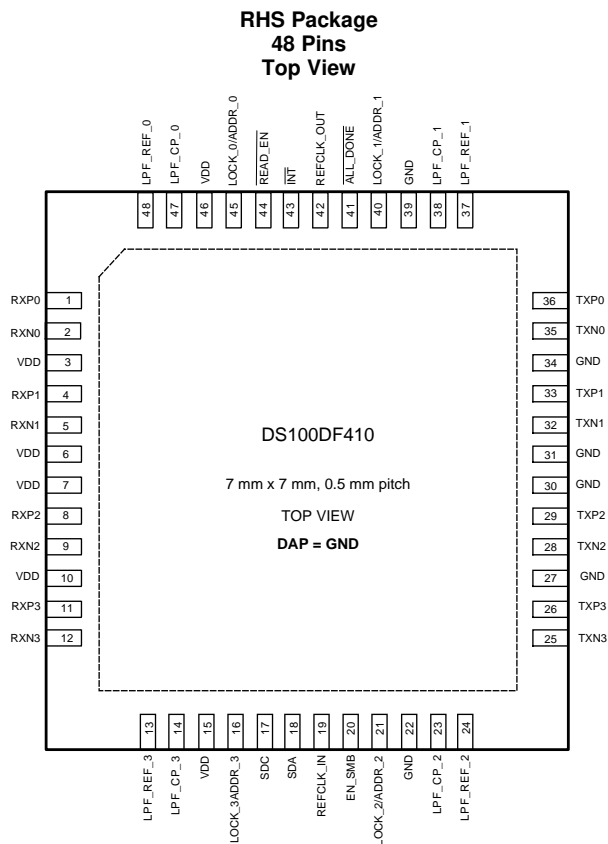 RHS Package
48 Pins
Top View
LPF_REF_0
LPF_CP_0
VDD
LOCK_0/ADDR_0
READ_EN
INT
REFCLK_OUT
ALL_DONE
LOCK_1/ADDR_1
GND
LPF_CP_1
LPF_REF_1
48
47
46
45
44
43
42
41
40
39
38
37
RXP0 1
RXN0 2
VDD 3
RXP1 4
RXN1 5
VDD 6
VDD 7
RXP2 8
RXN2 9
VDD 10
RXP3 11
RXN3 12
DS100DF410
7 mm x 7 mm, 0.5 mm pitch
TOP VIEW
DAP = GND
36 TXP0
35 TXN0
34 GND
33 TXP1
32 TXN1
31 GND
30 GND
29 TXP2
28 TXN2
27 GND
26 TXP3
25 TXN3
13
14
15
16
17
18
19
20
21
22
23
24
LPF_REF_3
LPF_CP_3
VDD
LOCK_3ADDR_3
SDC
SDA
REFCLK_IN
EN_SMB
LOCK_2/ADDR_2
GND
LPF_CP_2
LPF_REF_2